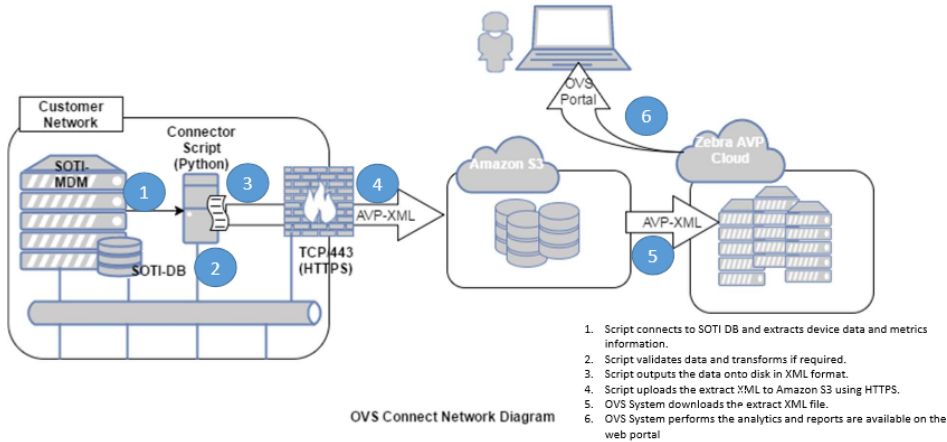 Customer
Network
SOTI-
MDM
SOTI-DB
Connector
Script
(Python)
1
2
3
TCP/443
(HTTPS)
4
AVP-XML
Amazon S3
AVP-XML
5
Zebra AVP
Cloud
6
OVS
Portal
1. Script connects to SOTI DB and extracts device data and metrics
information.
2. Script validates data and transforms if required.
3. Script outputs the data onto disk in XML format.
4. Script uploads the extract XML to Amazon S3 using HTTPS.
5. OVS System downloads the extract XML file.
6. OVS System performs the analytics and reports are available on the
web portal
OVS Connect Network Diagram